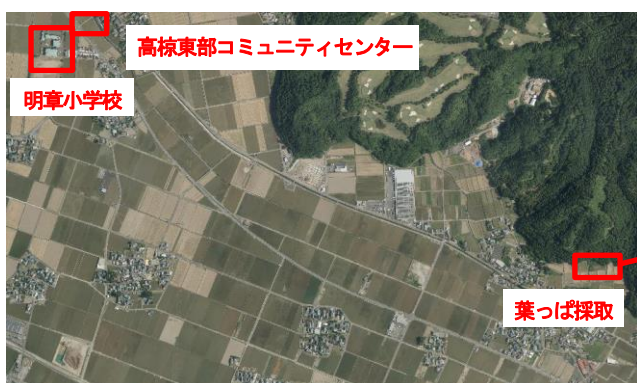 高椋東部コミュニティセンター
明章小学校
葉っぱ採取